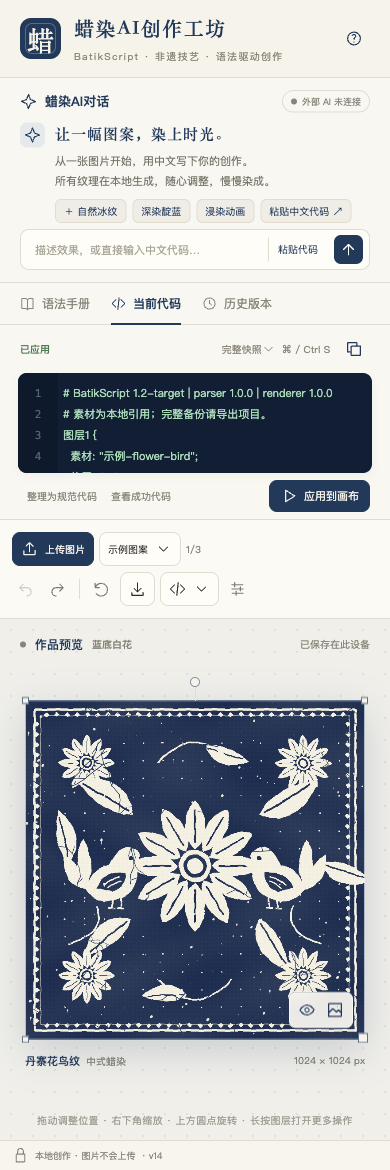 蜡
蜡染AI创作工坊
BatikScript · 非遗技艺 · 语法驱动创作
蜡染AI对话
外部 AI 未连接
让一幅图案，染上时光。
从一张图片开始，用中文写下你的创作。
所有纹理在本地生成，随心调整，慢慢染成。
+ 自然冰纹 深染靛蓝 浸染动画 粘贴中文代码 ↗
描述效果，或直接输入中文代码... 粘贴代码
语法手册 当前代码 历史版本
已应用 完整快照 ⌘ / Ctrl S
1 # BatikScript 1.2-target | parser 1.0.0 | renderer 1.0.0
2 # 素材为本地引用；完整备份请导出项目。
3 图层1 {
4 素材: "示例-flower-bird";
整理为规范代码 查看成功代码 应用到画布
上传图片 示例图案 1/3
作品预览 蓝底白花 已保存在此设备
丹寨花鸟纹 中式蜡染 1024 × 1024 px
拖动调整位置 · 右下角缩放 · 上方圆点旋转 · 长按图层打开更多操作
本地创作 · 图片不会上传 · v14